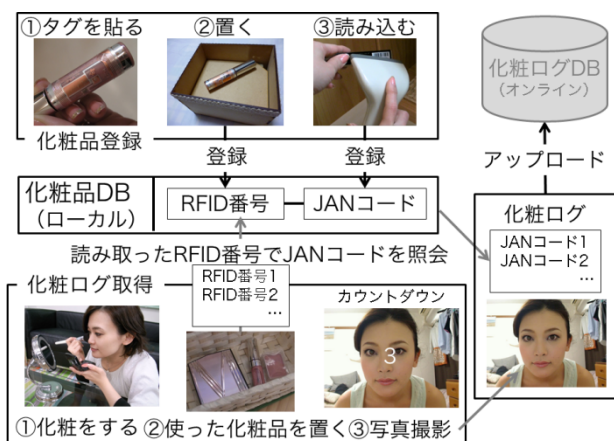 ①タグを貼る
②置く
③読み込む
化粧品登録
登録
登録
化粧品DB
（ローカル）
RFID番号
JANコード
読み取ったRFID番号でJANコードを照会
化粧ログ取得
RFID番号1
RFID番号2
...
カウントダウン
3
①化粧をする
②使った化粧品を置く
③写真撮影
化粧ログDB
（オンライン）
アップロード
化粧ログ
JANコード1
JANコード2
...